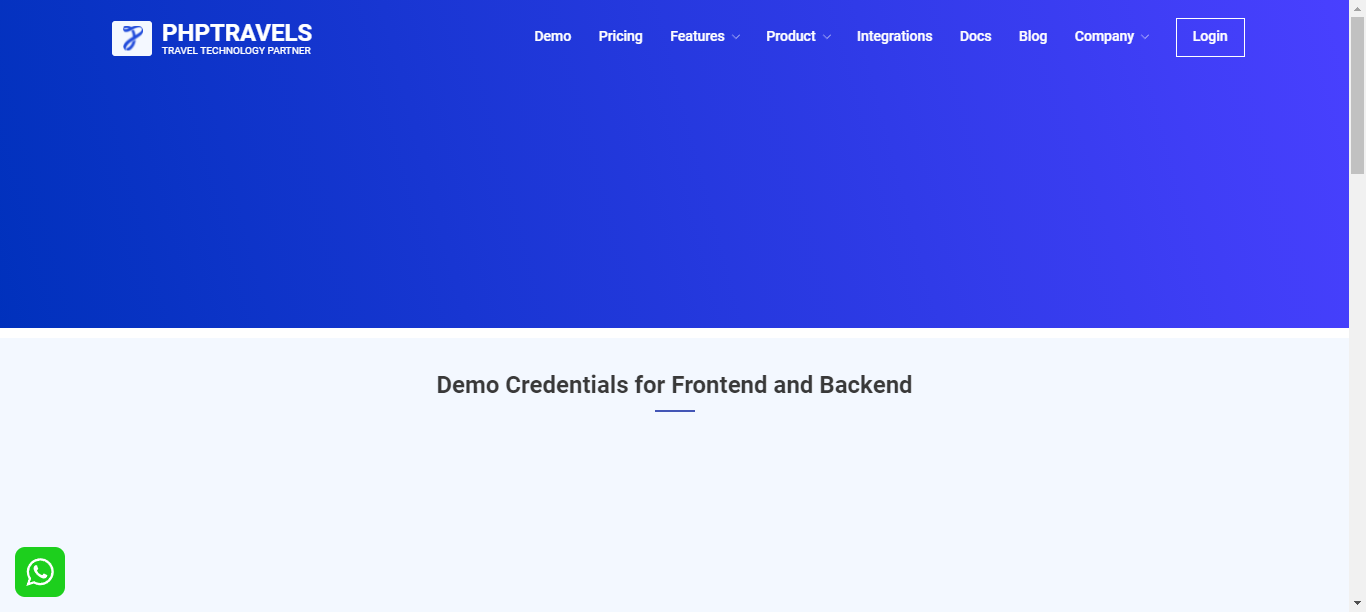 PHPTRAVELS
TRAVEL TECHNOLOGY PARTNER
Demo Pricing Features Product Integrations Docs Blog Company Login
Demo Credentials for Frontend and Backend